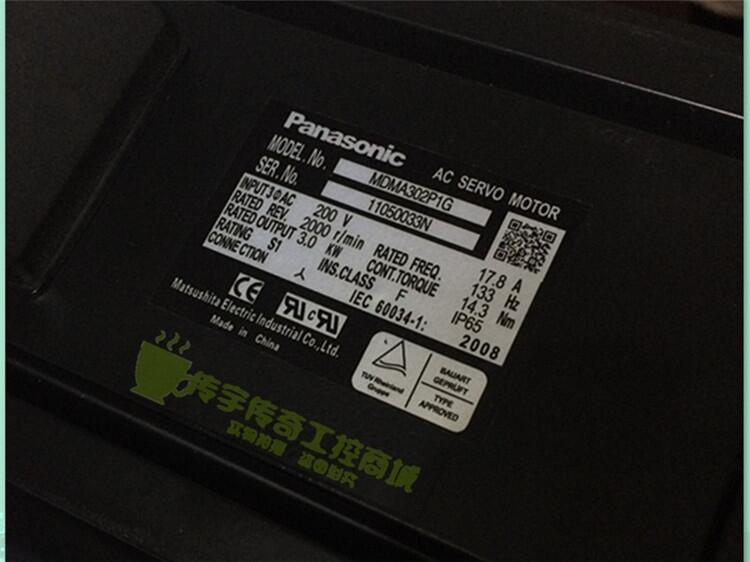 Panasonic
AC SERVO MOTOR
MODEL. No. MDMA302P1G
SER. No. 11050033N
INPUT 3ΦAC 200 V 17.8 A
RATED REV. 2000 r/min RATED FREQ. 133 Hz
RATED OUTPUT 3.0 KW CONT.TORQUE 14.3 Nm
RATING S1 INS.CLASS F IP65
CONNECTION 人 IEC 60034-1: 2008
CE
Matsushita Electric Industrial Co.,Ltd.
Made in China
TUV Rheinland
Gruppe
BAUART
GEPRÜFT
TYPE
APPROVED
传宇传奇工控商城